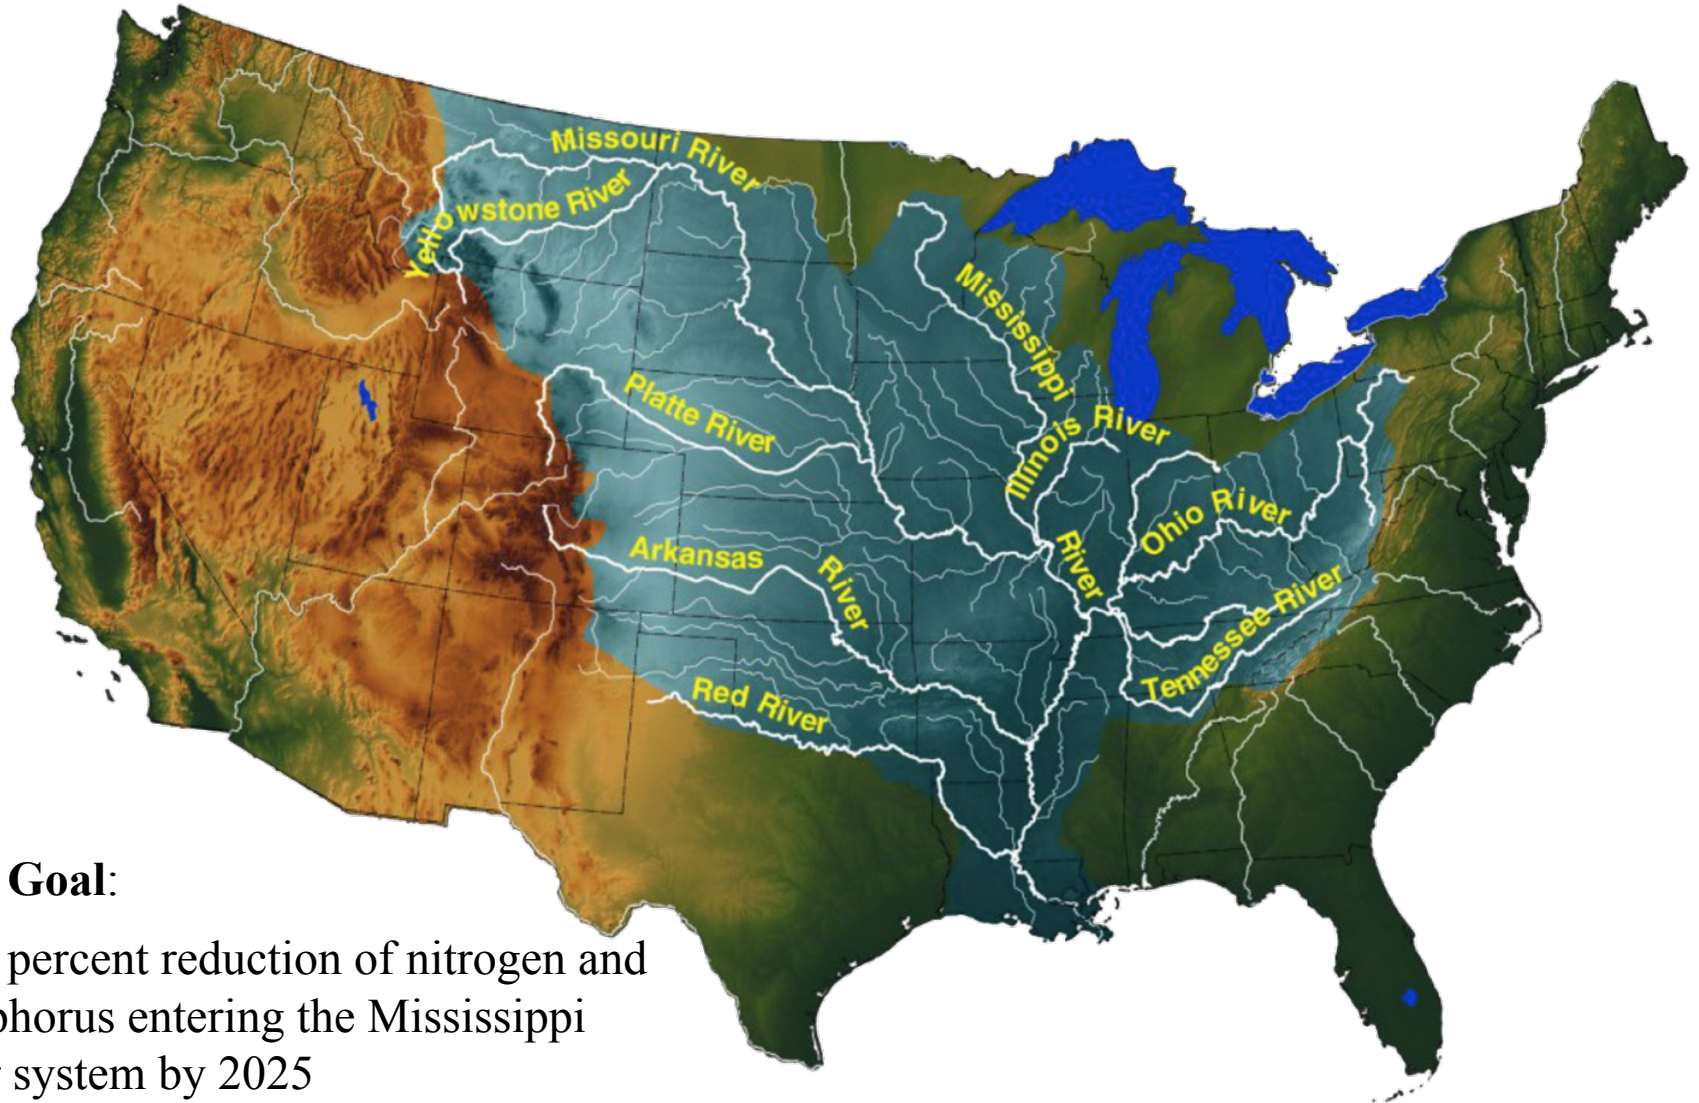 Missouri River
Yellowstone River
Mississippi
Platte River
Illinois River
Ohio River
Arkansas River
River
Tennessee River
Red River
Goal:
percent reduction of nitrogen and
phorus entering the Mississippi
system by 2025